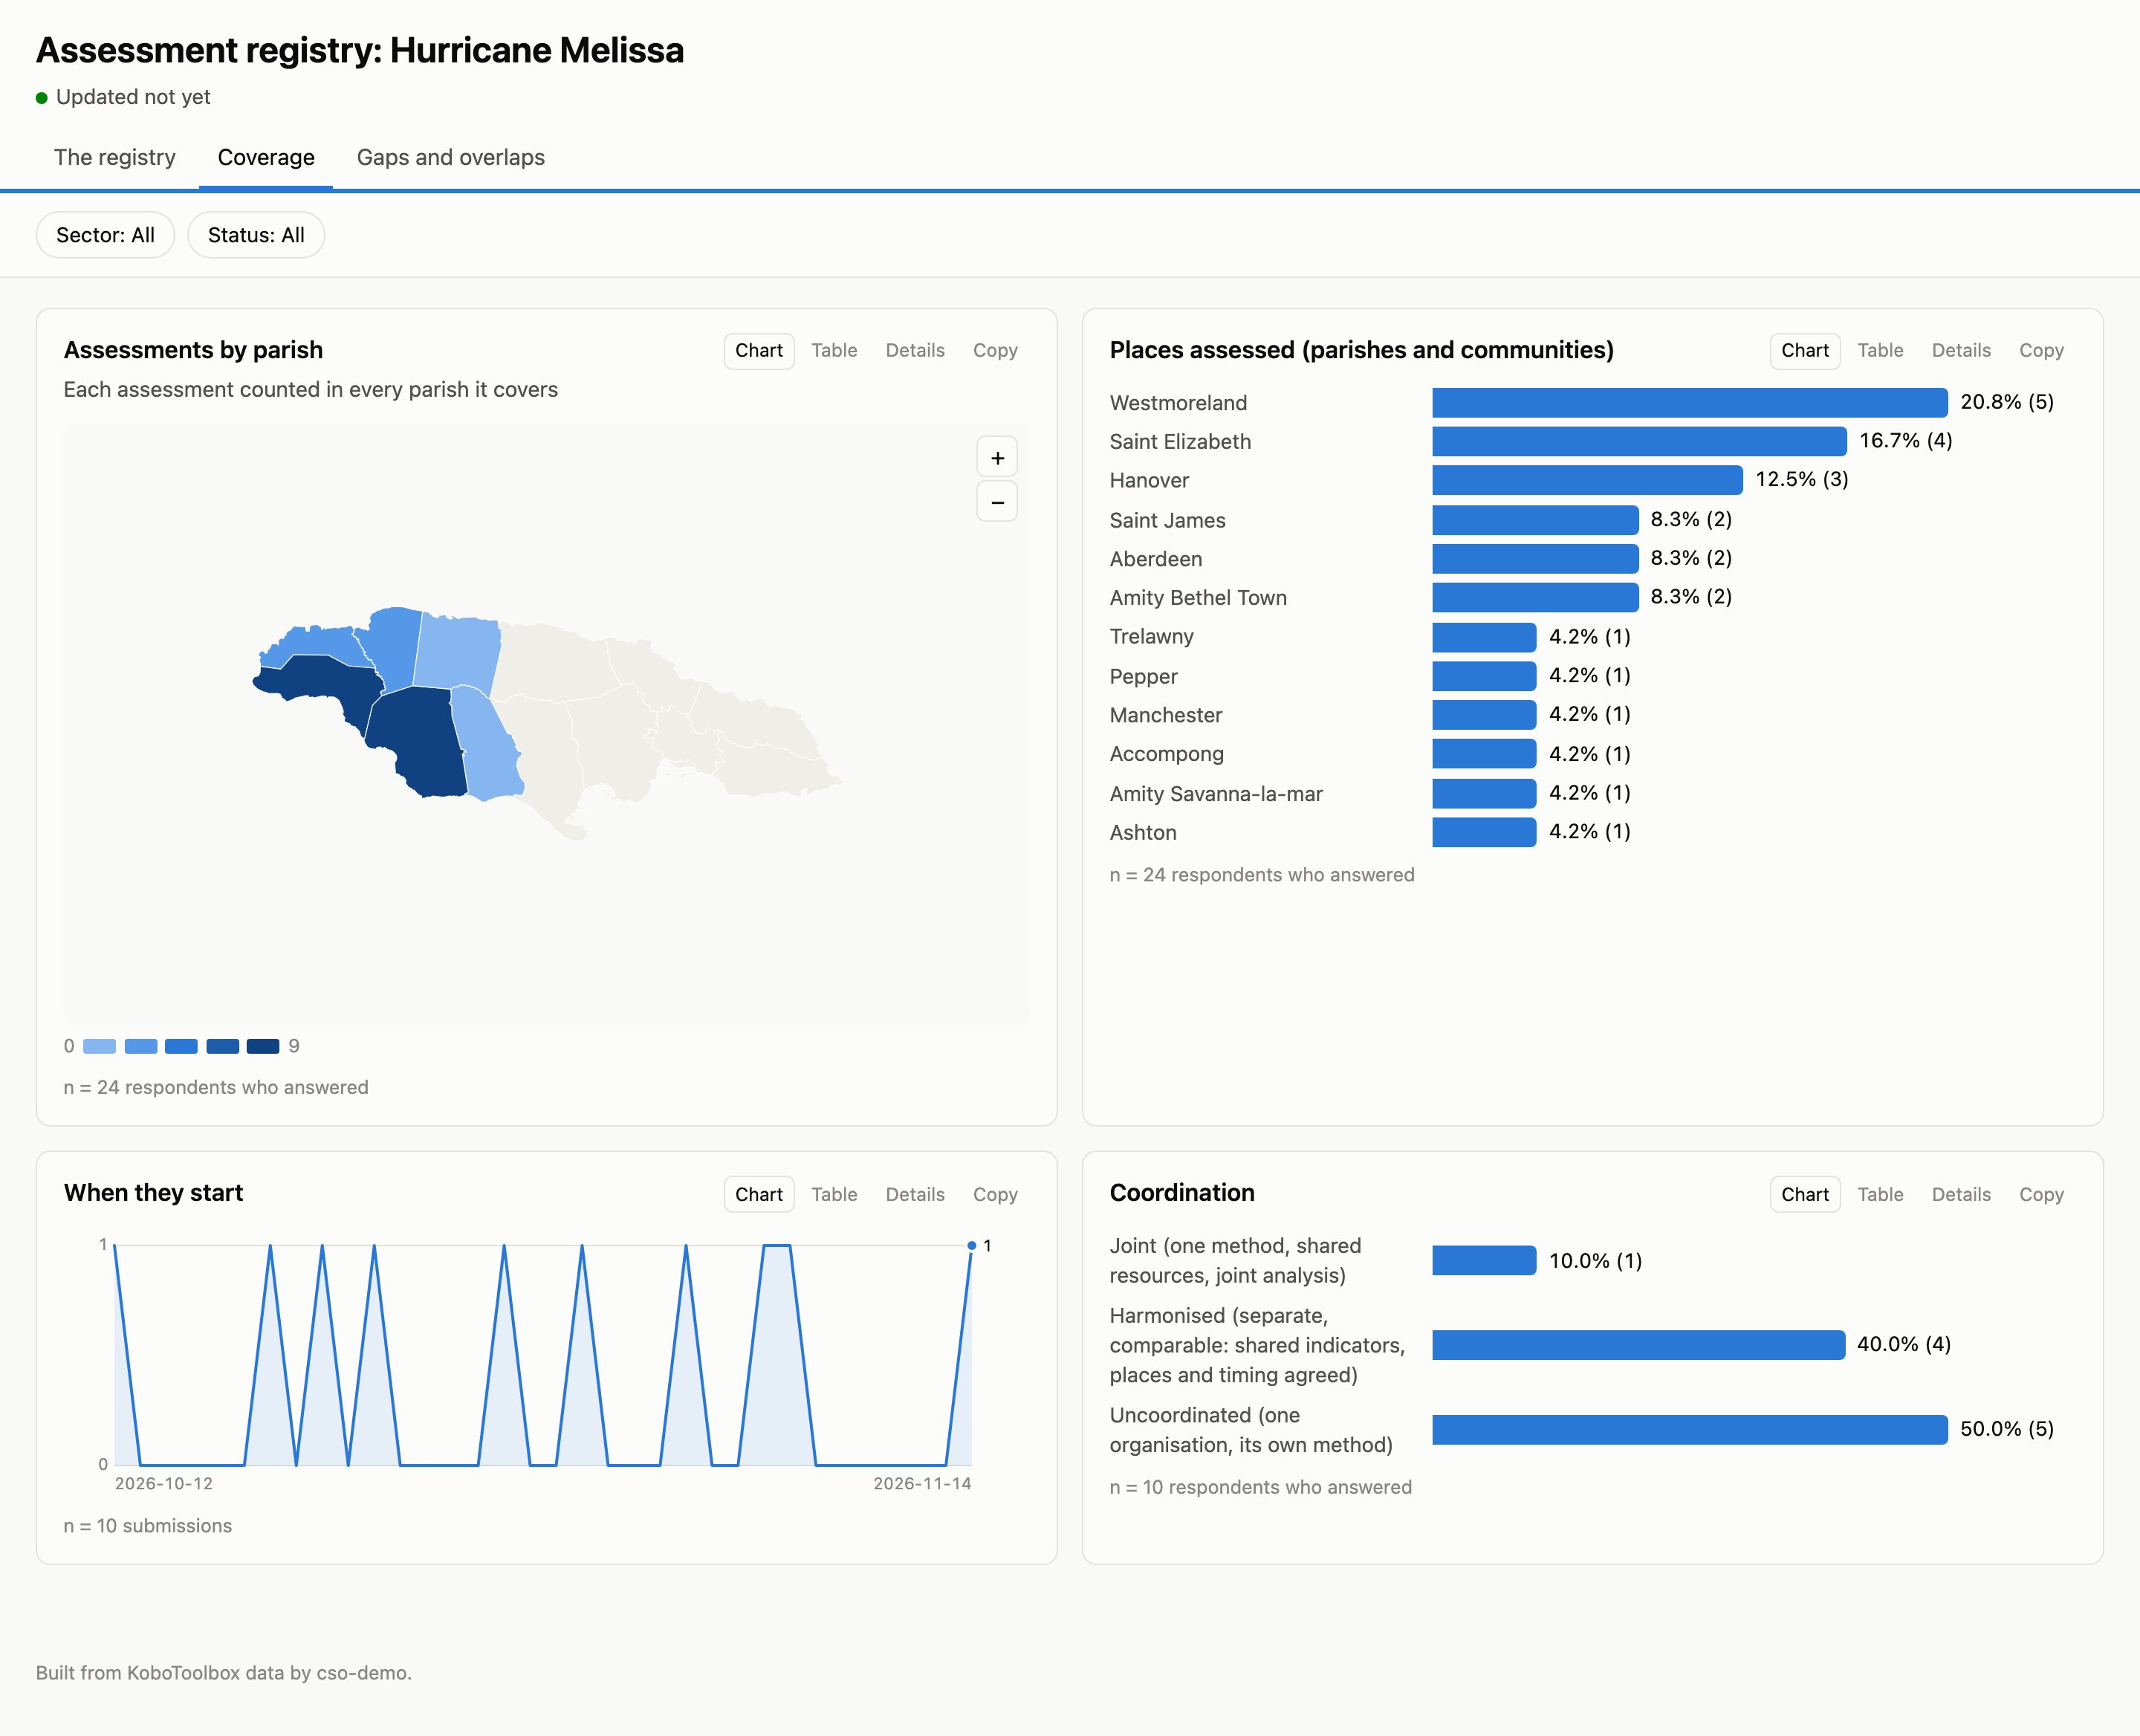 Assessment registry: Hurricane Melissa
Updated not yet
The registry
Coverage
Gaps and overlaps
Sector: All
Status: All
Assessments by parish
Chart
Table
Details
Copy
Each assessment counted in every parish it covers
+
−
0
9
n = 24 respondents who answered
Places assessed (parishes and communities)
Chart
Table
Details
Copy
Westmoreland 20.8% (5)
Saint Elizabeth 16.7% (4)
Hanover 12.5% (3)
Saint James 8.3% (2)
Aberdeen 8.3% (2)
Amity Bethel Town 8.3% (2)
Trelawny 4.2% (1)
Pepper 4.2% (1)
Manchester 4.2% (1)
Accompong 4.2% (1)
Amity Savanna-la-mar 4.2% (1)
Ashton 4.2% (1)
n = 24 respondents who answered
When they start
Chart
Table
Details
Copy
1
1
0
2026-10-12
2026-11-14
n = 10 submissions
Coordination
Chart
Table
Details
Copy
Joint (one method, shared
resources, joint analysis)
10.0% (1)
Harmonised (separate,
comparable: shared indicators,
places and timing agreed)
40.0% (4)
Uncoordinated (one
organisation, its own method)
50.0% (5)
n = 10 respondents who answered
Built from KoboToolbox data by cso-demo.